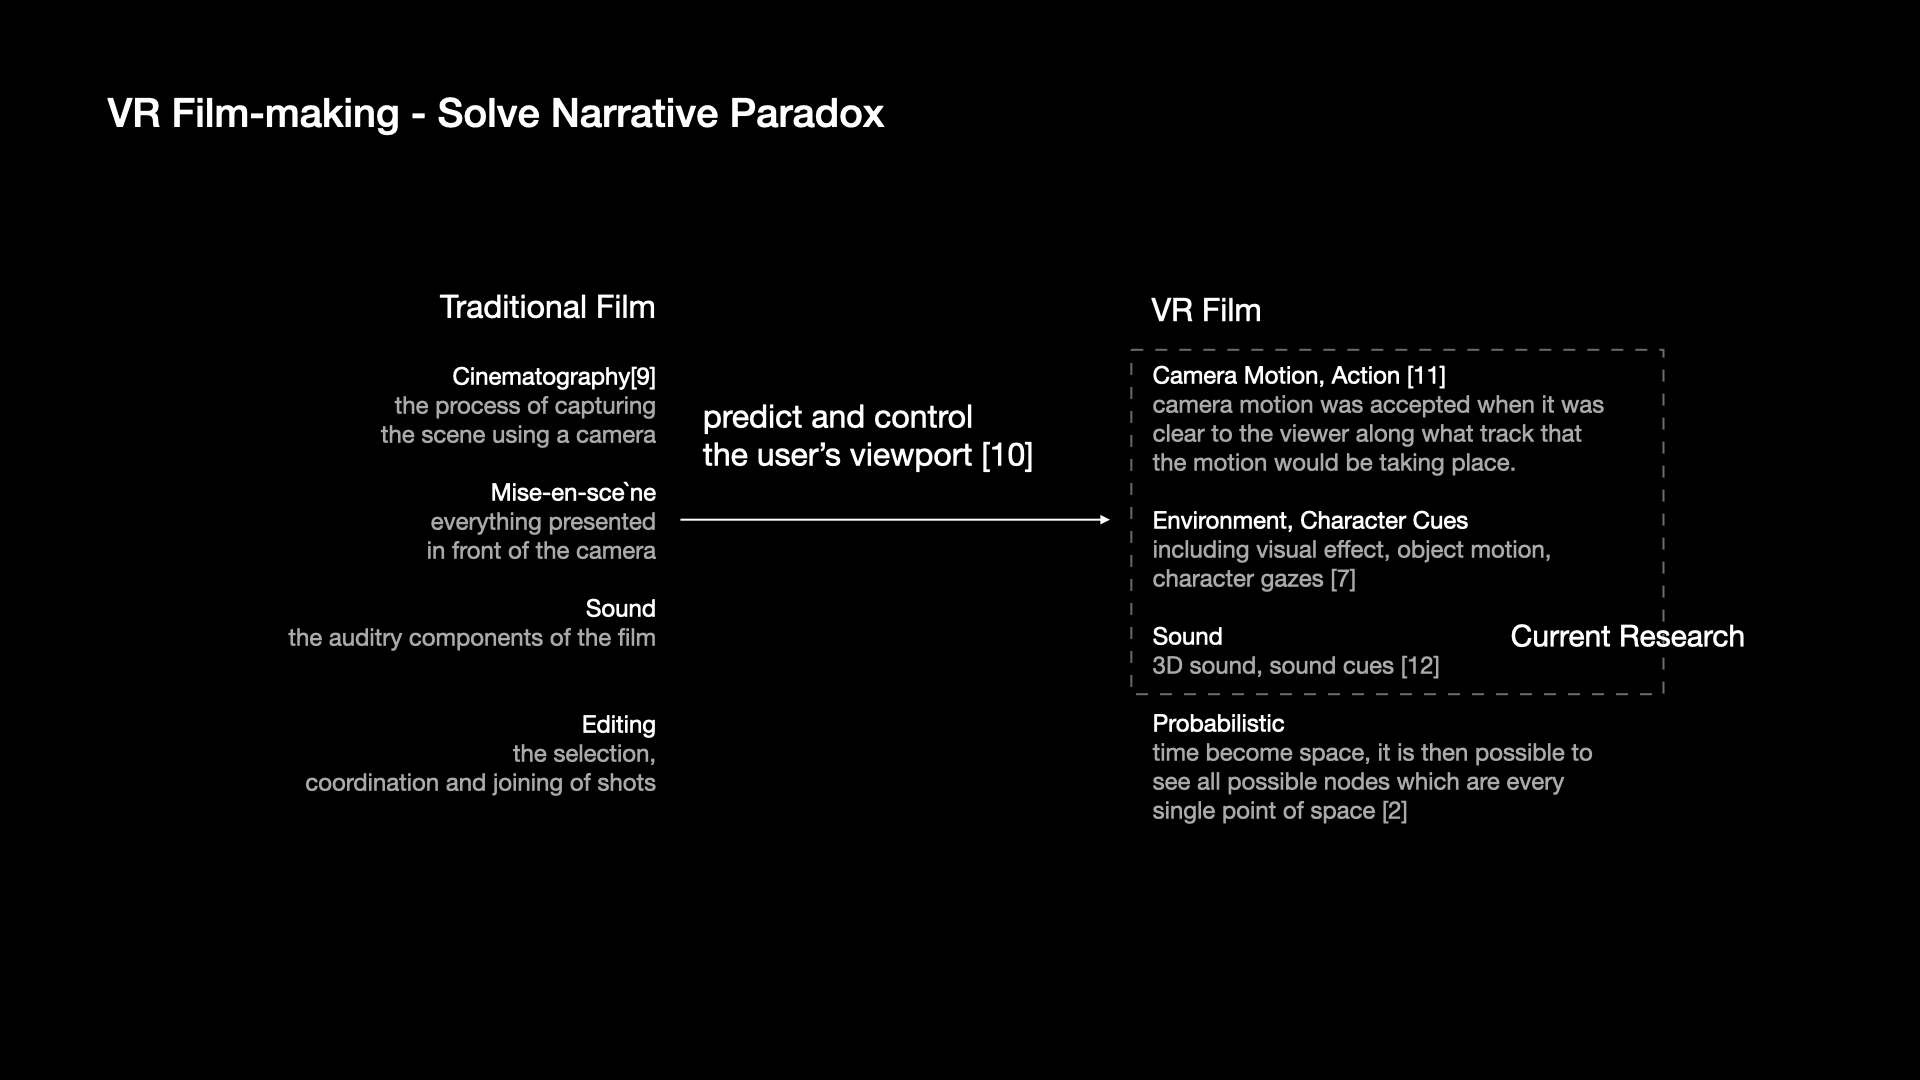 VR Film-making - Solve Narrative Paradox
Traditional Film
Cinematography[9]
the process of capturing
the scene using a camera
Mise-en-sce`ne
everything presented
in front of the camera
Sound
the auditry components of the film
Editing
the selection,
coordination and joining of shots
predict and control
the user’s viewport [10]
VR Film
Camera Motion, Action [11]
camera motion was accepted when it was
clear to the viewer along what track that
the motion would be taking place.
Environment, Character Cues
including visual effect, object motion,
character gazes [7]
Sound
3D sound, sound cues [12]
Current Research
Probabilistic
time become space, it is then possible to
see all possible nodes which are every
single point of space [2]